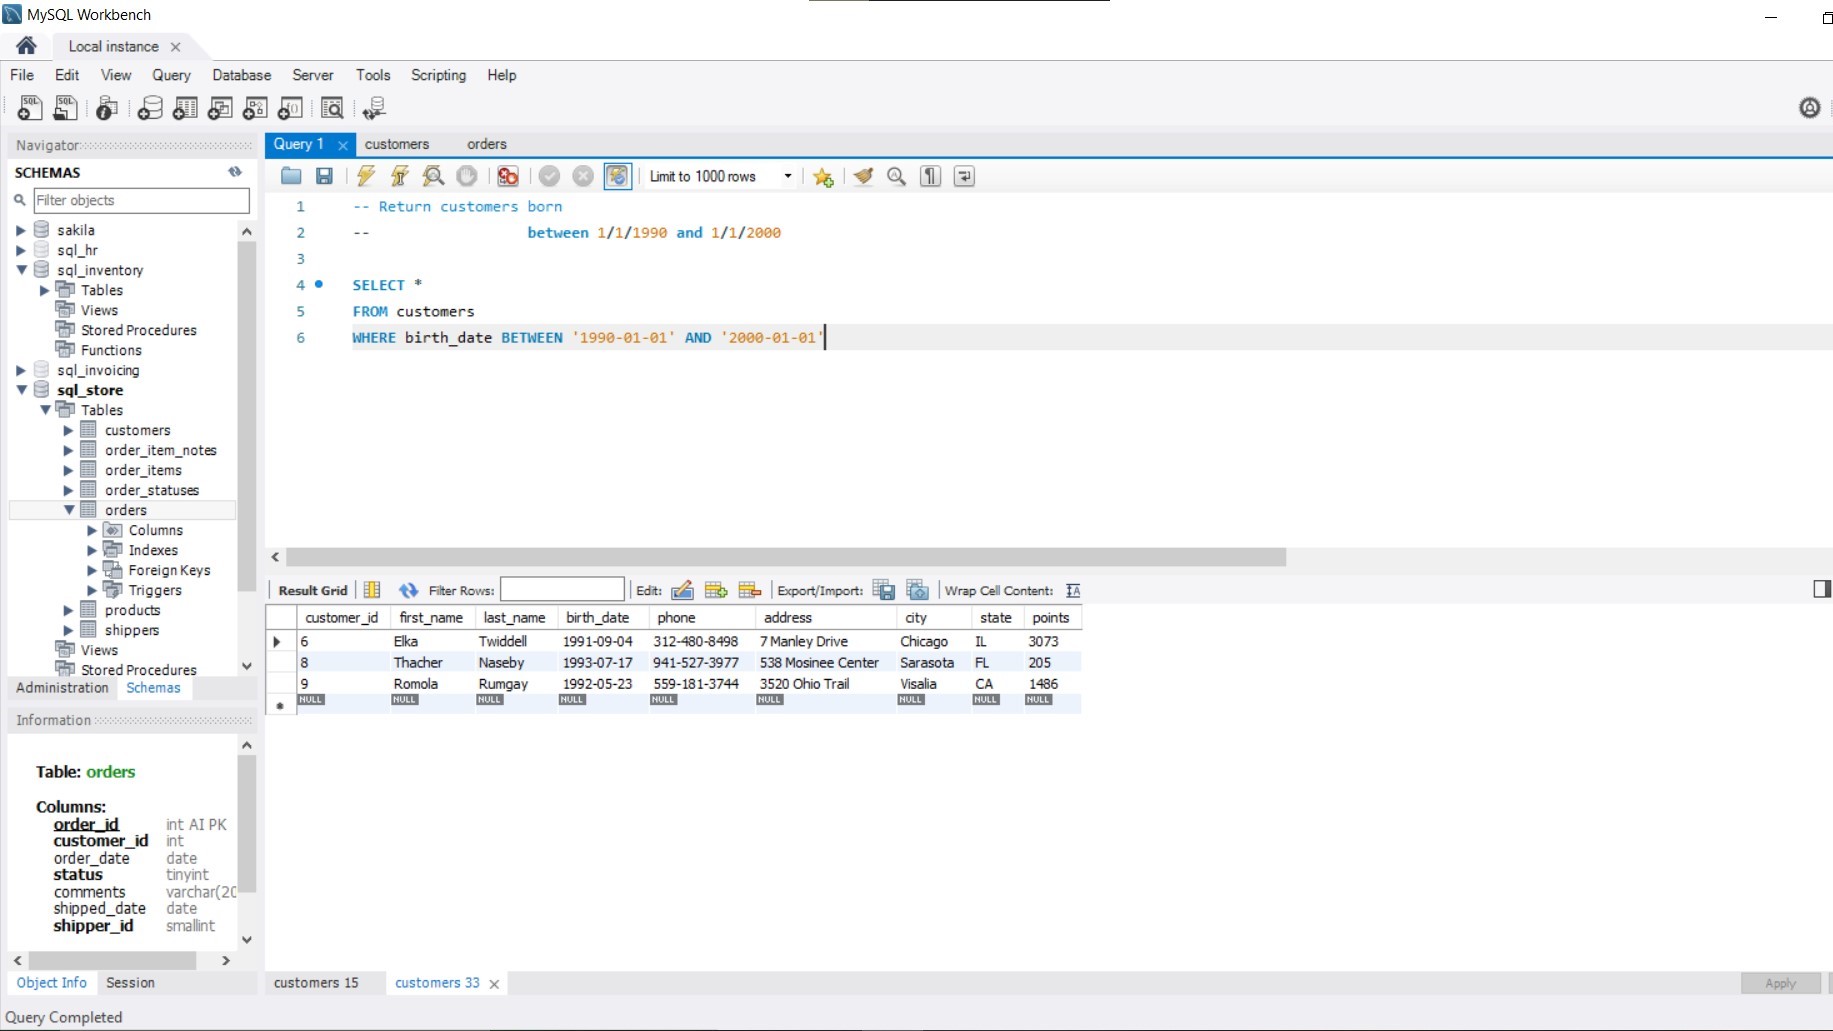 MySQL Workbench
Local instance
File Edit View Query Database Server Tools Scripting Help
Navigator
SCHEMAS
Filter objects
sakila
sql_hr
sql_inventory
Tables
Views
Stored Procedures
Functions
sql_invoicing
sql_store
Tables
customers
order_item_notes
order_items
order_statuses
orders
Columns
Indexes
Foreign Keys
Triggers
products
shippers
Views
Stored Procedures
Administration Schemas
Information
Table: orders
Columns:
order_id int AI PK
customer_id int
order_date date
status tinyint
comments varchar(20
shipped_date date
shipper_id smallint
Object Info Session
Query 1 customers orders
Limit to 1000 rows
1 -- Return customers born
2 -- between 1/1/1990 and 1/1/2000
3
4 SELECT *
5 FROM customers
6 WHERE birth_date BETWEEN '1990-01-01' AND '2000-01-01'
Result Grid Filter Rows: Edit: Export/Import: Wrap Cell Content:
customer_id first_name last_name birth_date phone address city state points
6 Elka Twiddell 1991-09-04 312-480-8498 7 Manley Drive Chicago IL 3073
8 Thacher Naseby 1993-07-17 941-527-3977 538 Mosinee Center Sarasota FL 205
9 Romola Rumgay 1992-05-23 559-181-3744 3520 Ohio Trail Visalia CA 1486
NULL NULL NULL NULL NULL NULL NULL NULL NULL
customers 15 customers 33 Apply
Query Completed